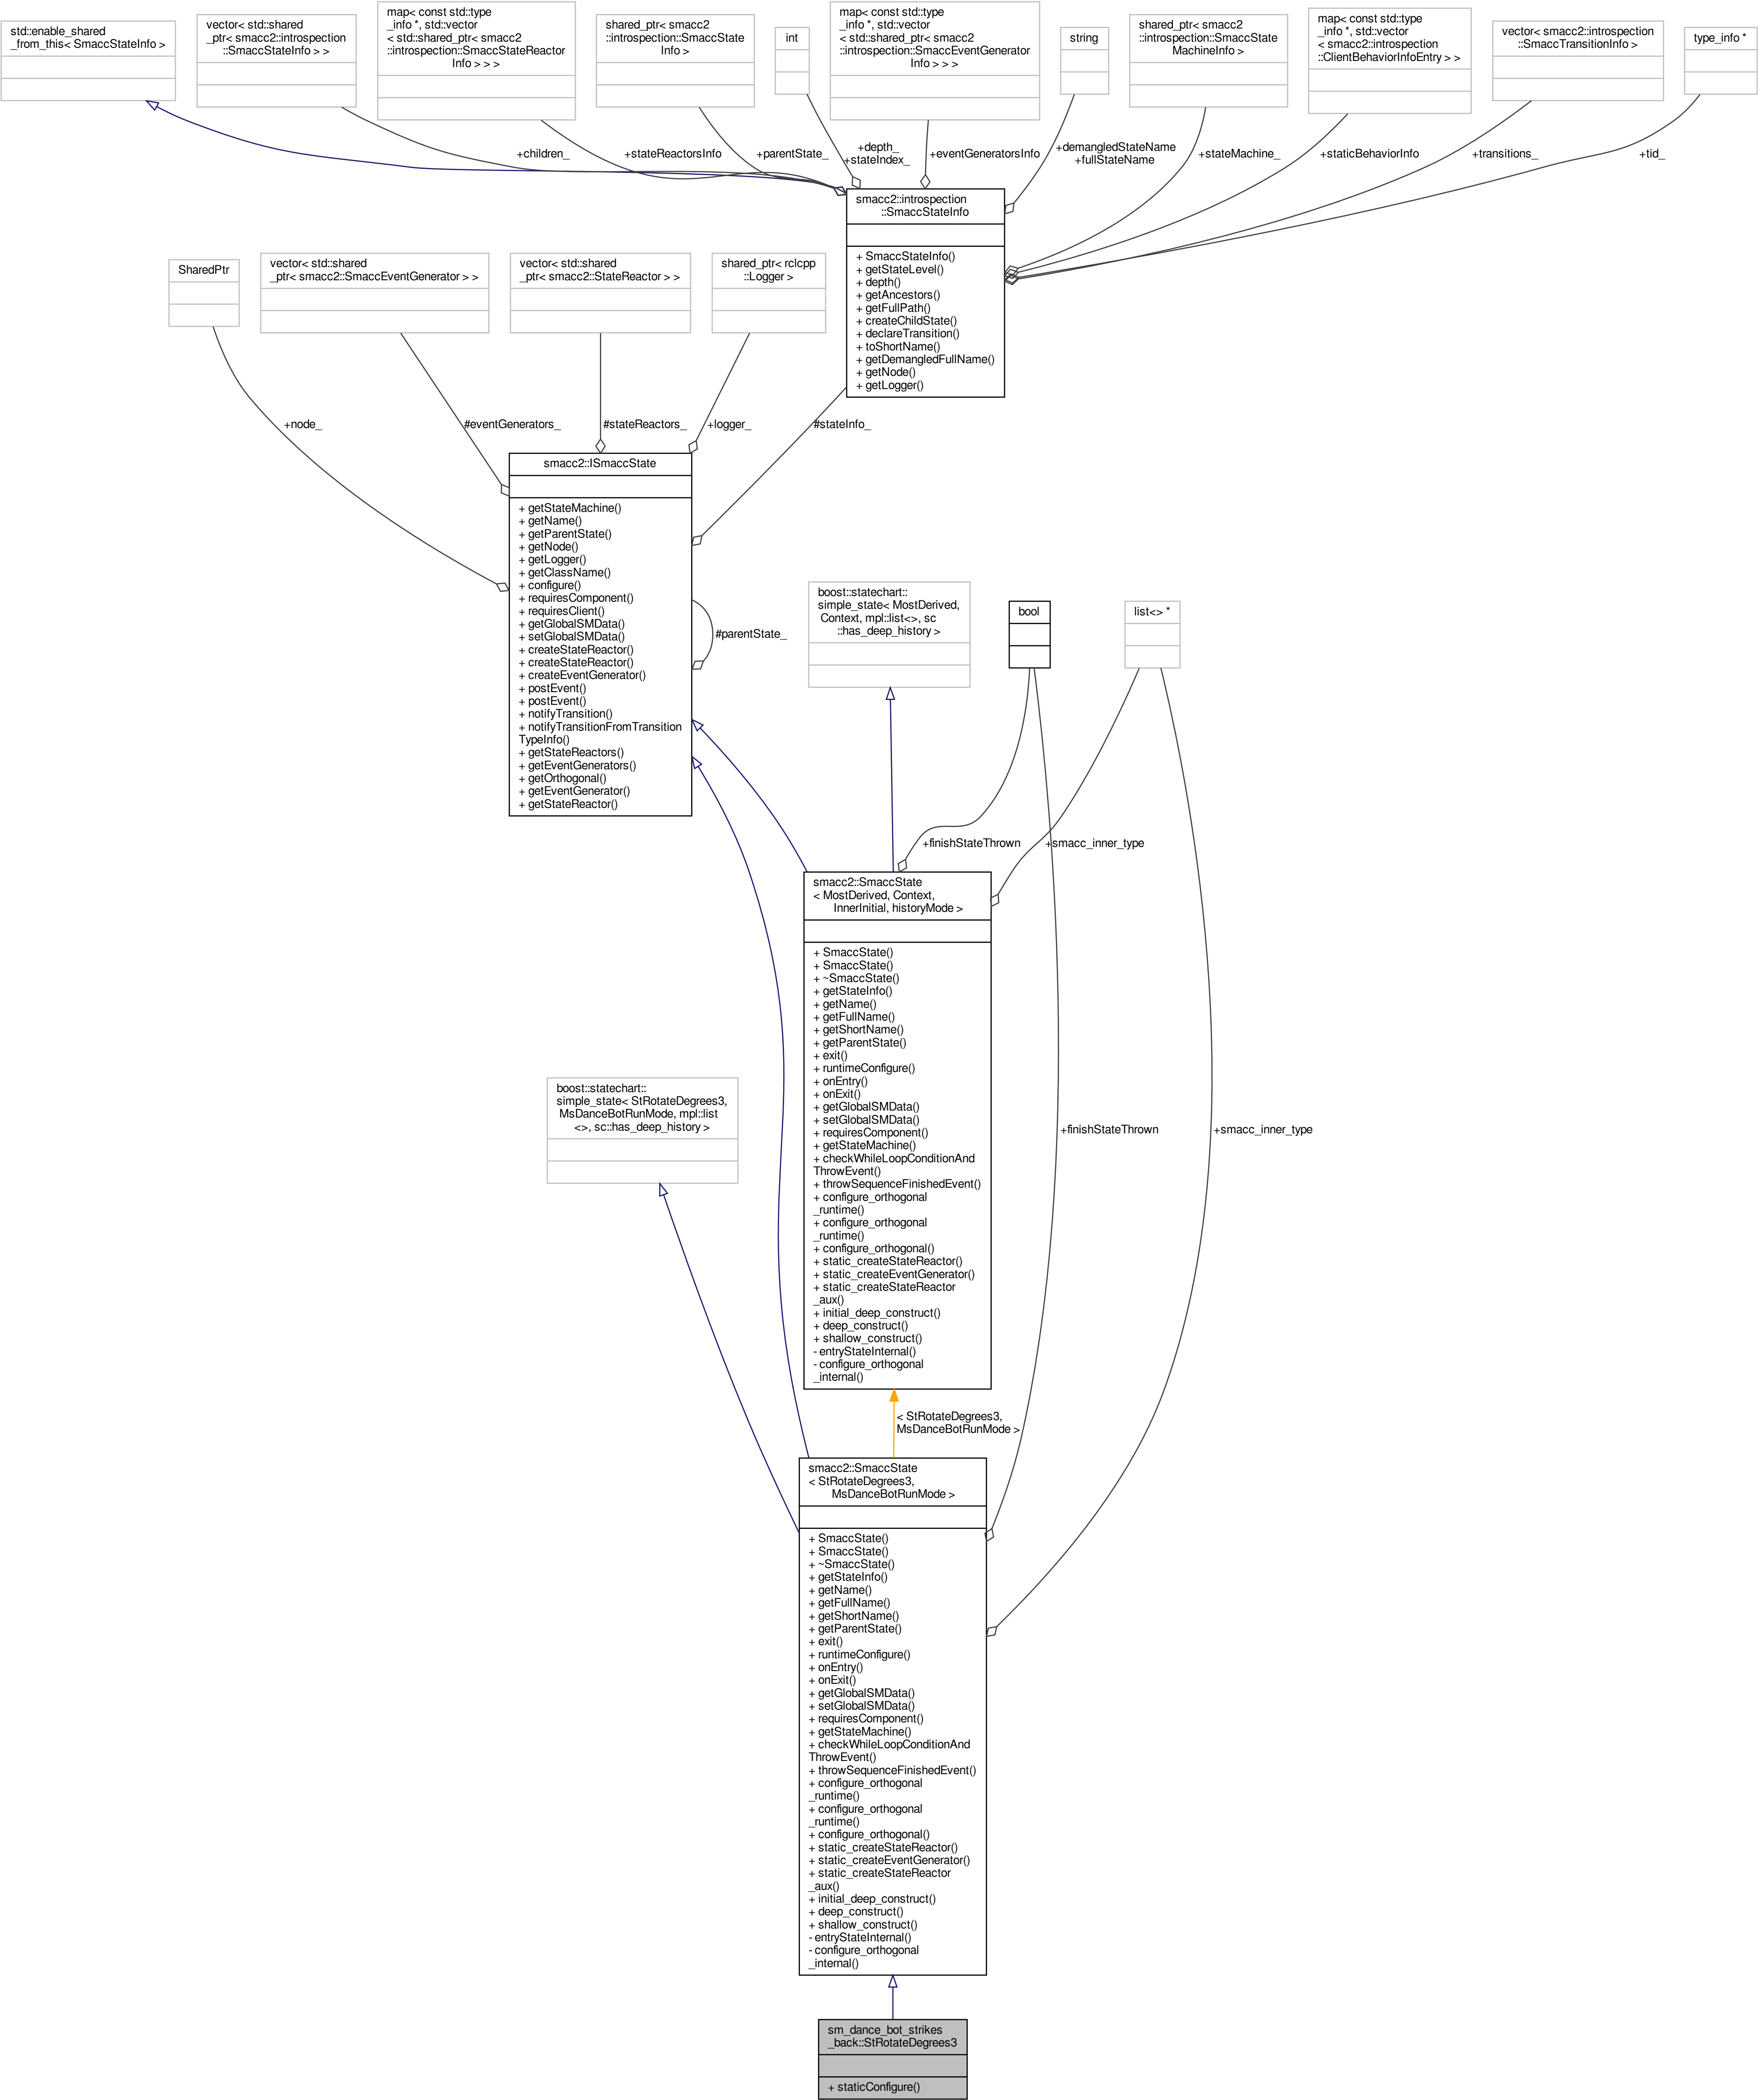 std::enable_shared
_from_this< SmaccStateInfo >
vector< std::shared
_ptr< smacc2::introspection
::SmaccStateInfo > >
map< const std::type
_info *, std::vector
< std::shared_ptr< smacc2
::introspection::SmaccStateReactor
Info > > >
shared_ptr< smacc2
::introspection::SmaccState
Info >
int
map< const std::type
_info *, std::vector
< std::shared_ptr< smacc2
::introspection::SmaccEventGenerator
Info > > >
string
shared_ptr< smacc2
::introspection::SmaccState
MachineInfo >
map< const std::type
_info *, std::vector
< smacc2::introspection
::ClientBehaviorInfoEntry > >
vector< smacc2::introspection
::SmaccTransitionInfo >
type_info *
+children_
+stateReactorsInfo
+parentState_
+depth_
+stateIndex_
+eventGeneratorsInfo
+demangledStateName
+fullStateName
+stateMachine_
+staticBehaviorInfo
+transitions_
+tid_
smacc2::introspection
::SmaccStateInfo
+ SmaccStateInfo()
+ getStateLevel()
+ depth()
+ getAncestors()
+ getFullPath()
+ createChildState()
+ declareTransition()
+ toShortName()
+ getDemangledFullName()
+ getNode()
+ getLogger()
SharedPtr
vector< std::shared
_ptr< smacc2::SmaccEventGenerator > >
vector< std::shared
_ptr< smacc2::StateReactor > >
shared_ptr< rclcpp
::Logger >
+node_
#eventGenerators_
#stateReactors_
+logger_
#stateInfo_
smacc2::ISmaccState
+ getStateMachine()
+ getName()
+ getParentState()
+ getNode()
+ getLogger()
+ getClassName()
+ configure()
+ requiresComponent()
+ requiresClient()
+ getGlobalSMData()
+ setGlobalSMData()
+ createStateReactor()
+ createStateReactor()
+ createEventGenerator()
+ postEvent()
+ postEvent()
+ notifyTransition()
+ notifyTransitionFromTransition
TypeInfo()
+ getStateReactors()
+ getEventGenerators()
+ getOrthogonal()
+ getEventGenerator()
+ getStateReactor()
#parentState_
boost::statechart::
simple_state< MostDerived,
Context, mpl::list<>, sc
::has_deep_history >
bool
list<> *
+finishStateThrown
+smacc_inner_type
smacc2::SmaccState
< MostDerived, Context,
InnerInitial, historyMode >
+ SmaccState()
+ SmaccState()
+ ~SmaccState()
+ getStateInfo()
+ getName()
+ getFullName()
+ getShortName()
+ getParentState()
+ exit()
+ runtimeConfigure()
+ onEntry()
+ onExit()
+ getGlobalSMData()
+ setGlobalSMData()
+ requiresComponent()
+ getStateMachine()
+ checkWhileLoopConditionAnd
ThrowEvent()
+ throwSequenceFinishedEvent()
+ configure_orthogonal
_runtime()
+ configure_orthogonal
_runtime()
+ configure_orthogonal()
+ static_createStateReactor()
+ static_createEventGenerator()
+ static_createStateReactor
_aux()
+ initial_deep_construct()
+ deep_construct()
+ shallow_construct()
- entryStateInternal()
- configure_orthogonal
_internal()
boost::statechart::
simple_state< StRotateDegrees3,
MsDanceBotRunMode, mpl::list
<>, sc::has_deep_history >
+finishStateThrown
+smacc_inner_type
< StRotateDegrees3,
MsDanceBotRunMode >
smacc2::SmaccState
< StRotateDegrees3,
MsDanceBotRunMode >
+ SmaccState()
+ SmaccState()
+ ~SmaccState()
+ getStateInfo()
+ getName()
+ getFullName()
+ getShortName()
+ getParentState()
+ exit()
+ runtimeConfigure()
+ onEntry()
+ onExit()
+ getGlobalSMData()
+ setGlobalSMData()
+ requiresComponent()
+ getStateMachine()
+ checkWhileLoopConditionAnd
ThrowEvent()
+ throwSequenceFinishedEvent()
+ configure_orthogonal
_runtime()
+ configure_orthogonal
_runtime()
+ configure_orthogonal()
+ static_createStateReactor()
+ static_createEventGenerator()
+ static_createStateReactor
_aux()
+ initial_deep_construct()
+ deep_construct()
+ shallow_construct()
- entryStateInternal()
- configure_orthogonal
_internal()
sm_dance_bot_strikes
_back::StRotateDegrees3
+ staticConfigure()